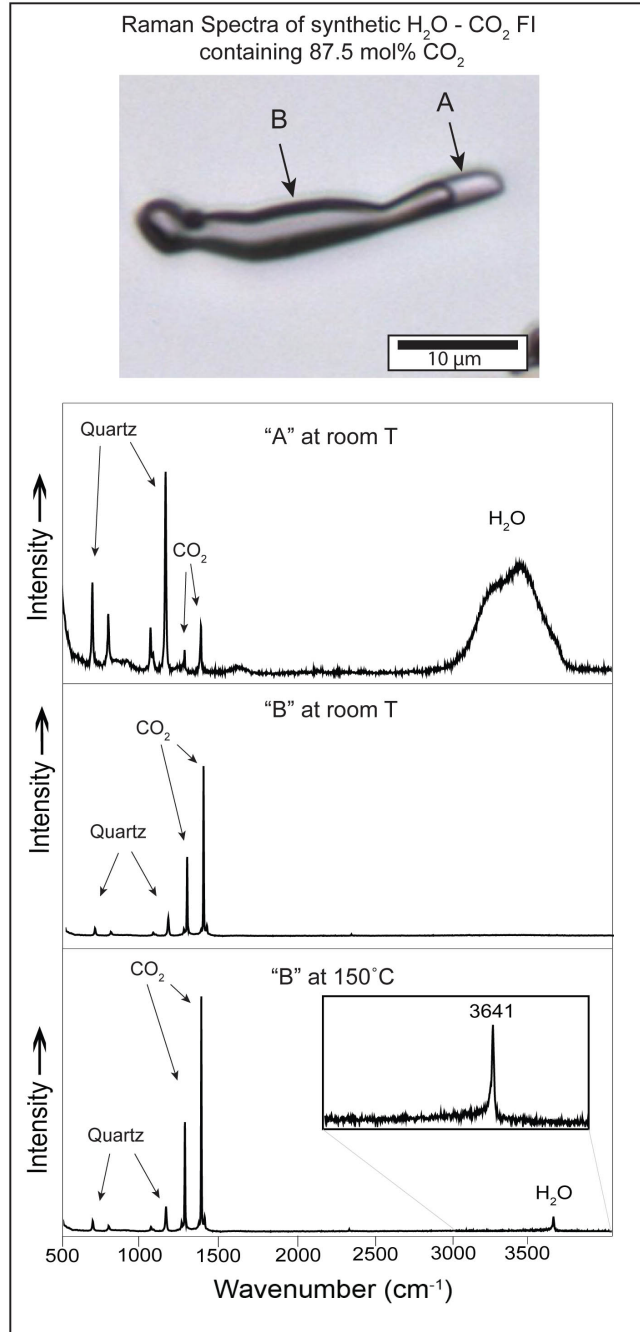 Raman Spectra of synthetic H₂O - CO₂ FI
containing 87.5 mol% CO₂
A
B
10 µm
Quartz
"A" at room T
CO₂
H₂O
Intensity
"B" at room T
CO₂
Quartz
Intensity
"B" at 150˚C
CO₂
3641
Quartz
H₂O
Intensity
500 1000 1500 2000 2500 3000 3500
Wavenumber (cm⁻¹)